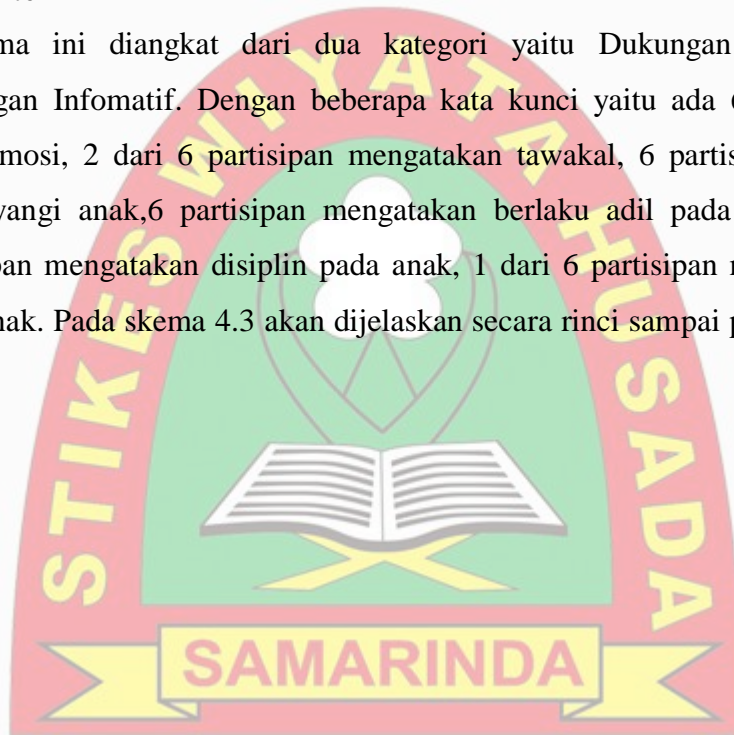 ma ini diangkat dari dua kategori yaitu Dukungan
gan Infomatif. Dengan beberapa kata kunci yaitu ada
mosi, 2 dari 6 partisipan mengatakan tawakal, 6 partis
yangi anak,6 partisipan mengatakan berlaku adil pada
pan mengatakan disiplin pada anak, 1 dari 6 partisipan
nak. Pada skema 4.3 akan dijelaskan secara rinci sampai
STIKES WIYATA HUSADA
SAMARINDA